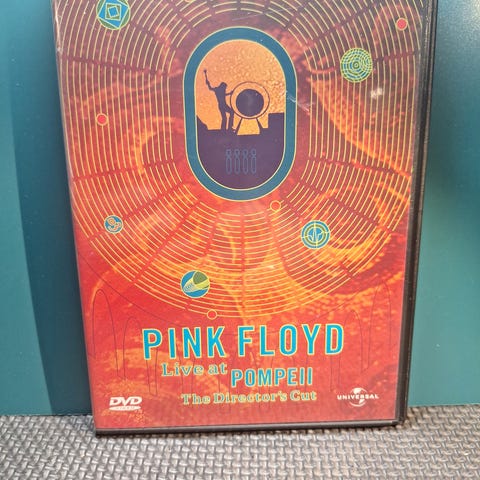 PINK FLOYD
Live at POMPEII
The Director's Cut
DVD
UNIVERSAL